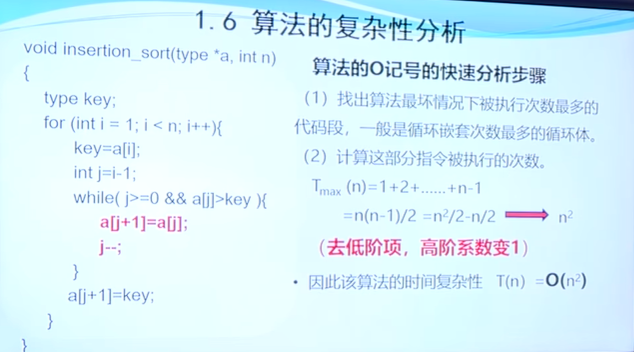 1.6 算法的复杂性分析
void insertion_sort(type *a, int n)
{
type key;
for (int i = 1; i < n; i++){
key=a[i];
int j=i-1;
while( j>=0 && a[j]>key ){
a[j+1]=a[j];
j--;
}
a[j+1]=key;
}
}
算法的O记号的快速分析步骤
（1）找出算法最坏情况下被执行次数最多的
代码段，一般是循环嵌套次数最多的循环体。
（2）计算这部分指令被执行的次数。
Tmax (n)=1+2+……+n-1
=n(n-1)/2 =n²/2-n/2 → n²
（去低阶项，高阶系数变1）
• 因此该算法的时间复杂性 T(n) =O(n²)